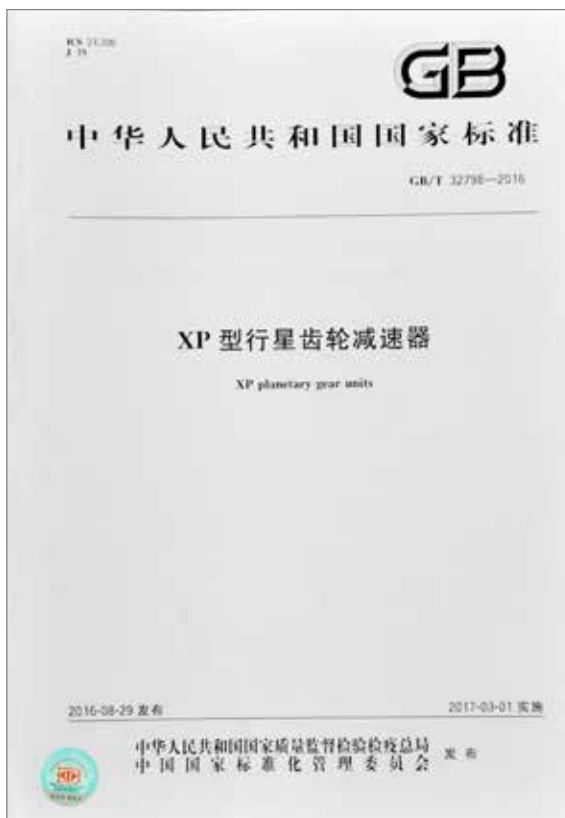 GB
中华人民共和国国家标准
GB/T 32798—2016
XP 型行星齿轮减速器
XP planetary gear units
2016-08-29 发布
2017-03-01 实施
中华人民共和国国家质量监督检验检疫总局
中国国家标准化管理委员会
发布